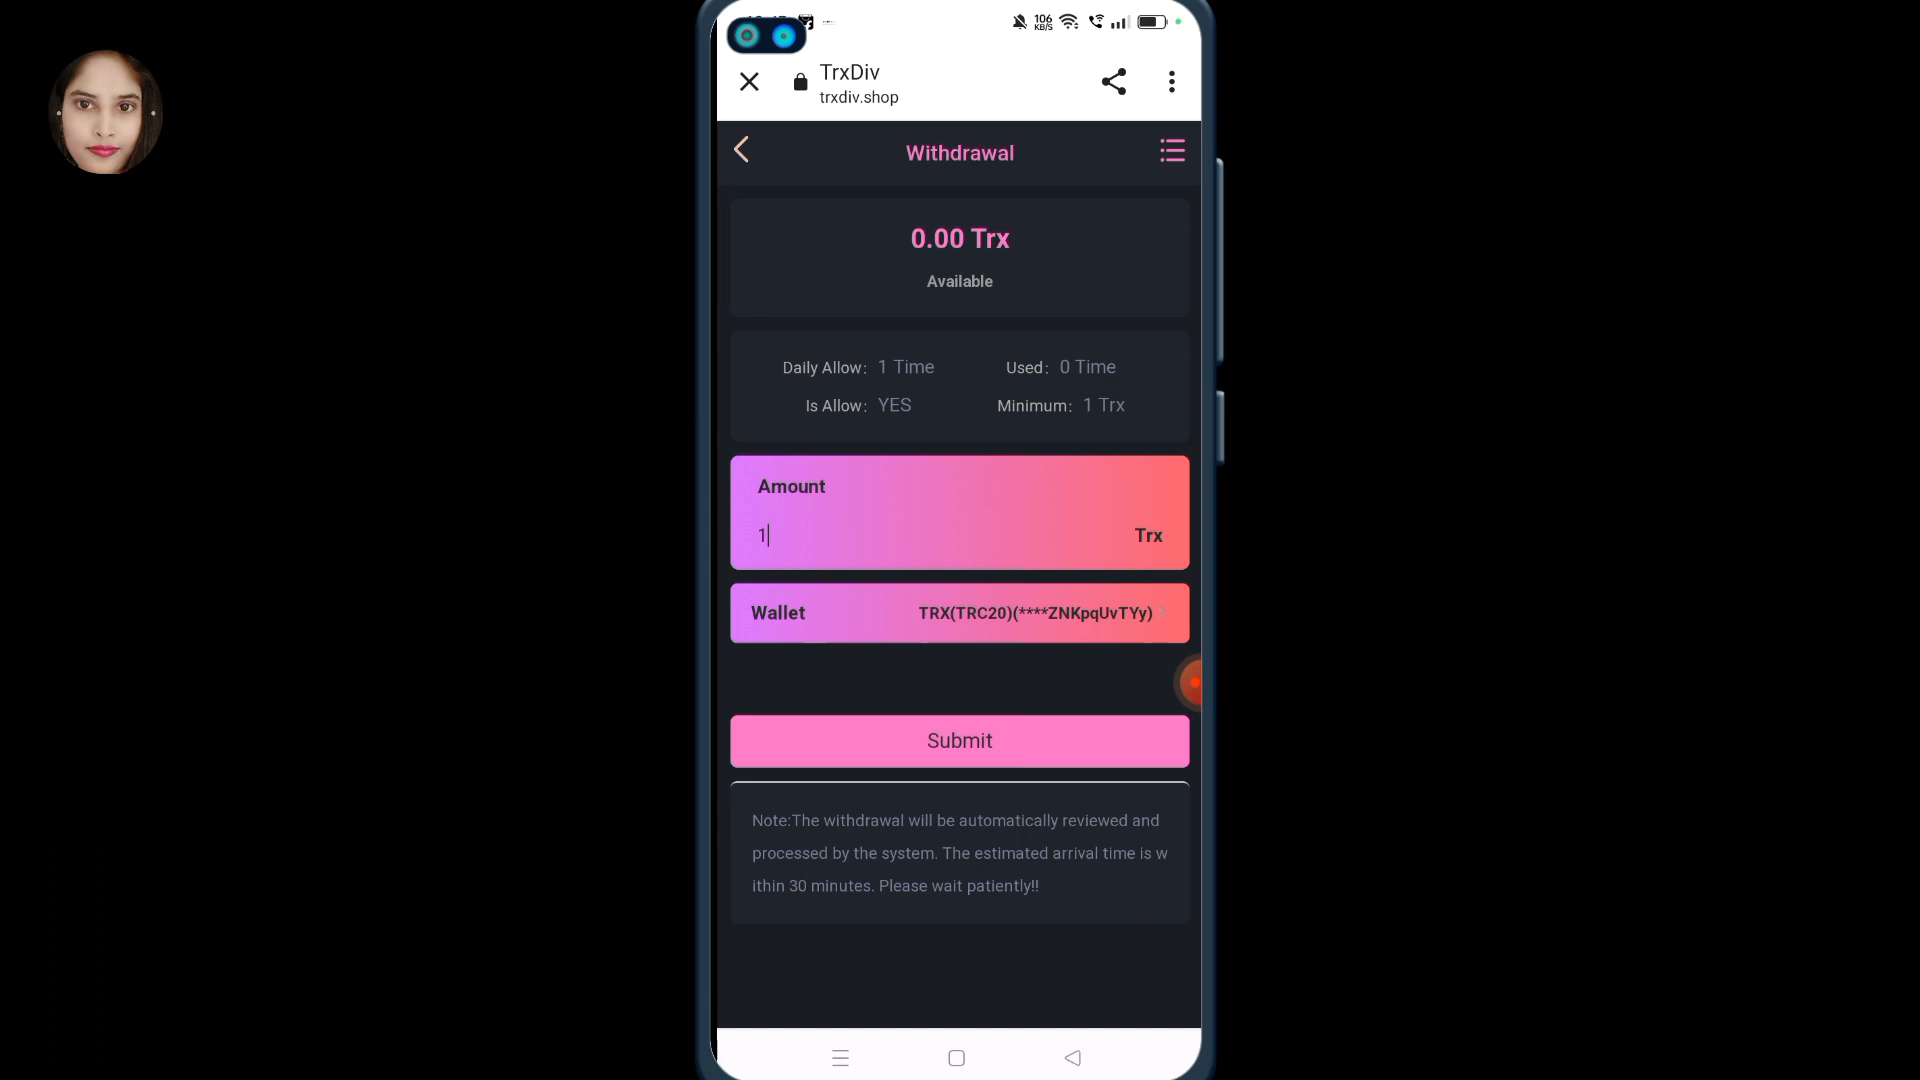 106
KB/S
TrxDiv
trxdiv.shop
Withdrawal
0.00 Trx
Available
Daily Allow: 1 Time Used: 0 Time
Is Allow: YES Minimum: 1 Trx
Amount
1 Trx
Wallet TRX(TRC20)(****ZNKpqUvTYy)
Submit
Note:The withdrawal will be automatically reviewed and
processed by the system. The estimated arrival time is w
ithin 30 minutes. Please wait patiently!!